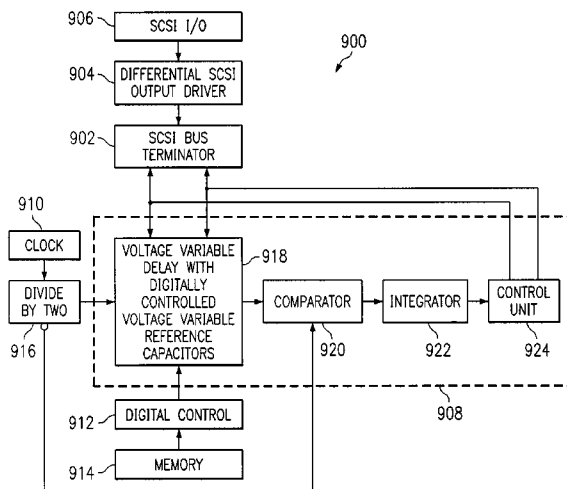 906
SCSI I/O
900
904
DIFFERENTIAL SCSI
OUTPUT DRIVER
902
SCSI BUS
TERMINATOR
910
CLOCK
DIVIDE
BY TWO
916
VOLTAGE VARIABLE
DELAY WITH
DIGITALLY
CONTROLLED
VOLTAGE VARIABLE
REFERENCE
CAPACITORS
918
COMPARATOR
920
INTEGRATOR
922
CONTROL
UNIT
924
908
912
DIGITAL CONTROL
914
MEMORY